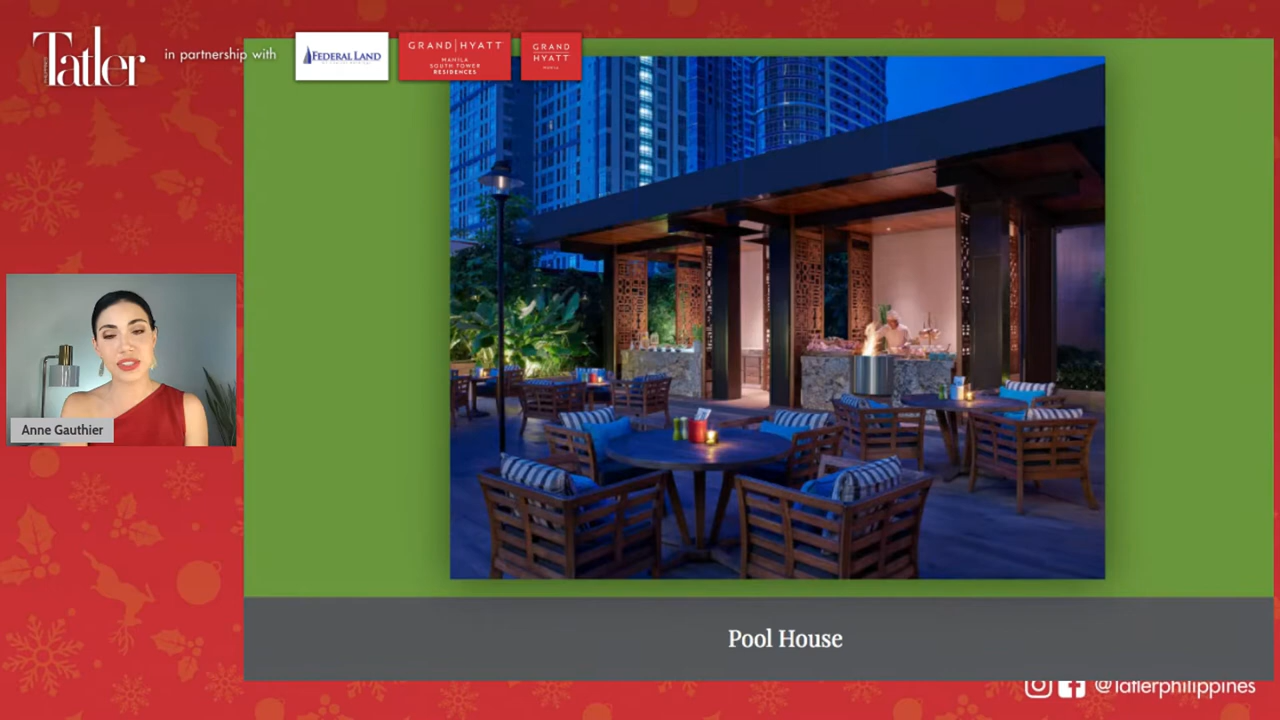 Tatler
in partnership with
FEDERAL LAND
GRAND HYATT
MANILA
SOUTH TOWER
RESIDENCES
GRAND
HYATT
MANILA
Anne Gauthier
Pool House
@Tatlerphilippines